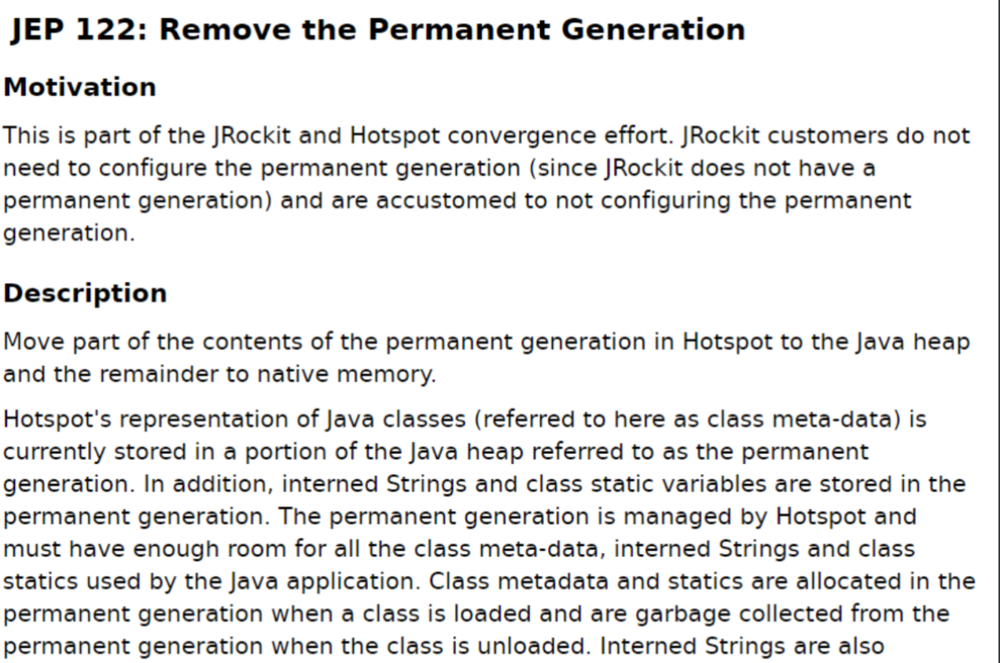 JEP 122: Remove the Permanent Generation
Motivation
This is part of the JRockit and Hotspot convergence effort. JRockit customers do not
need to configure the permanent generation (since JRockit does not have a
permanent generation) and are accustomed to not configuring the permanent
generation.
Description
Move part of the contents of the permanent generation in Hotspot to the Java heap
and the remainder to native memory.
Hotspot's representation of Java classes (referred to here as class meta-data) is
currently stored in a portion of the Java heap referred to as the permanent
generation. In addition, interned Strings and class static variables are stored in the
permanent generation. The permanent generation is managed by Hotspot and
must have enough room for all the class meta-data, interned Strings and class
statics used by the Java application. Class metadata and statics are allocated in the
permanent generation when a class is loaded and are garbage collected from the
permanent generation when the class is unloaded. Interned Strings are also